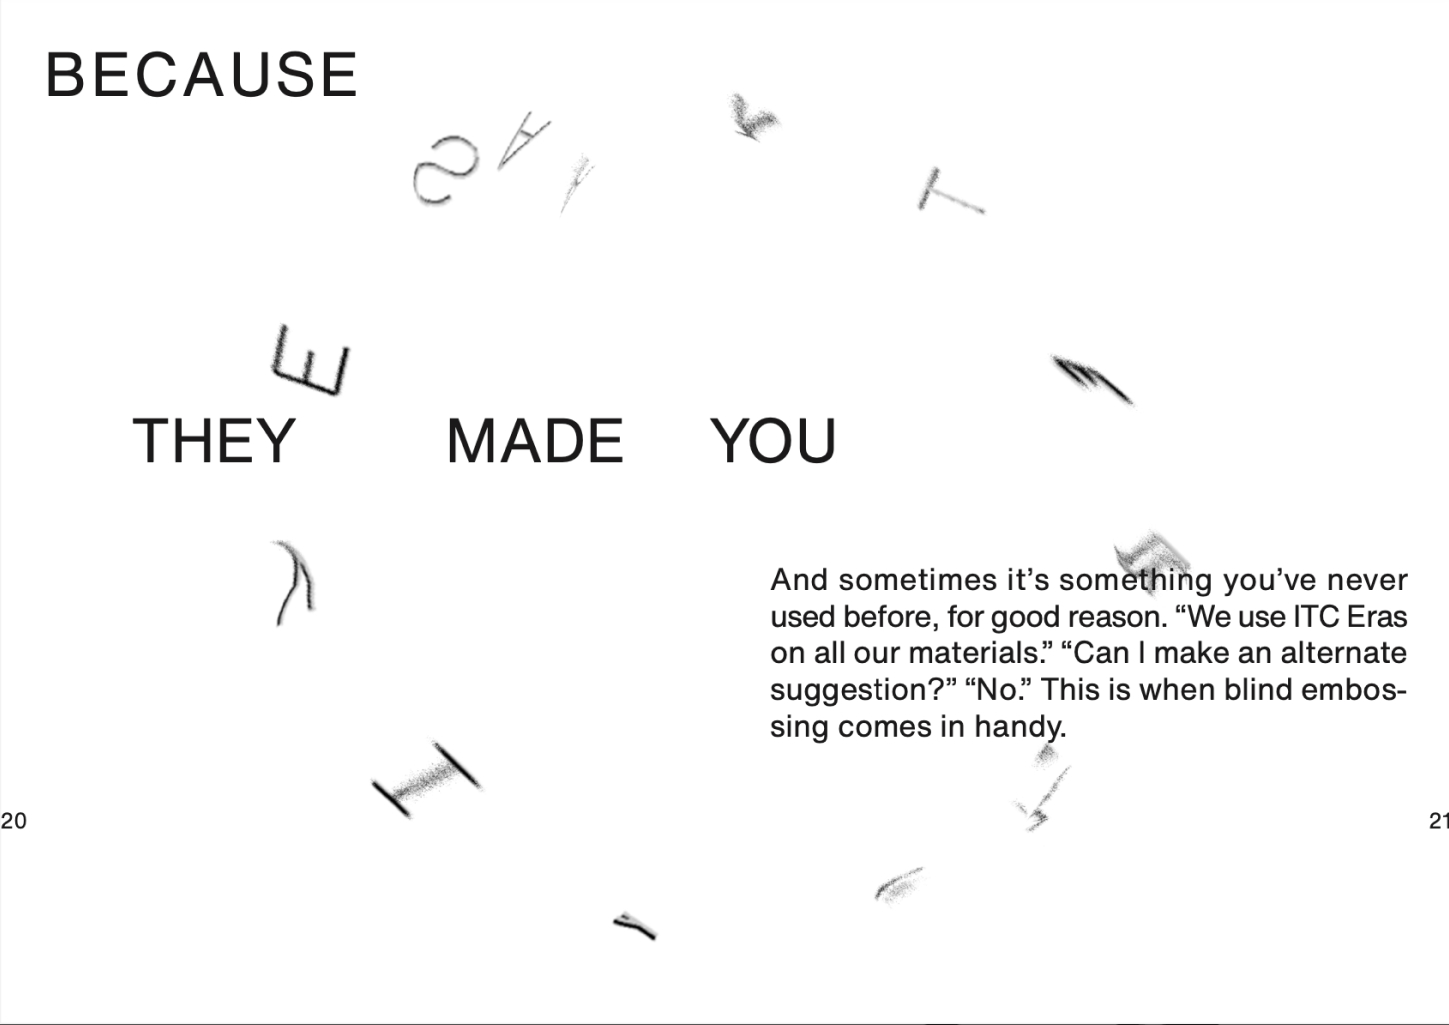 BECAUSE
THEY MADE YOU
And sometimes it’s something you’ve never
used before, for good reason. “We use ITC Eras
on all our materials.” “Can I make an alternate
suggestion?” “No.” This is when blind embos-
sing comes in handy.
20
21